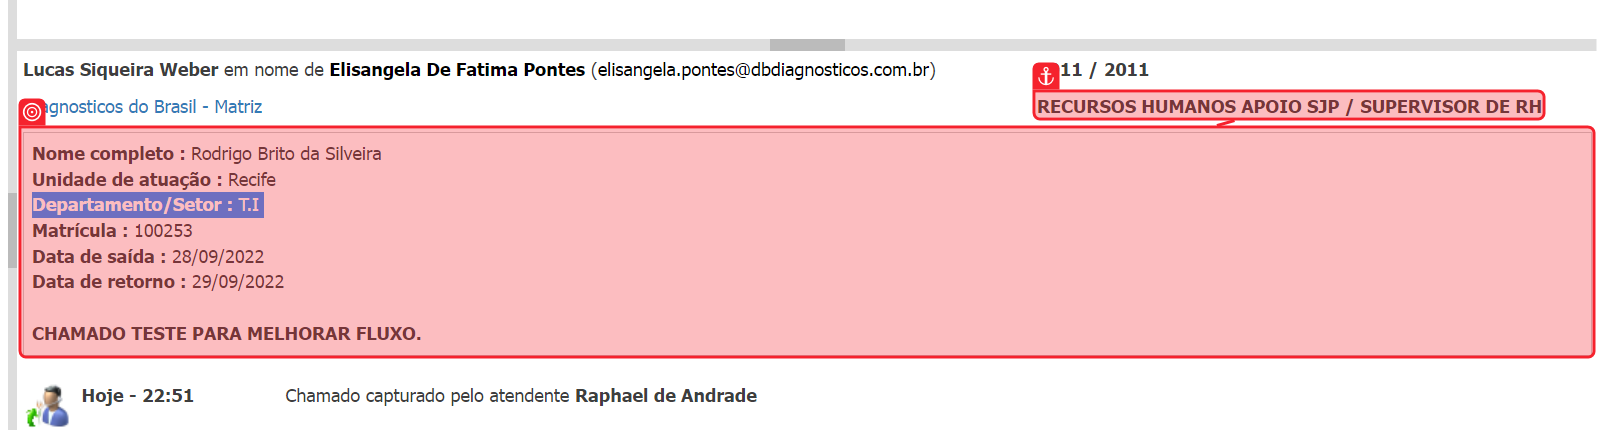 Lucas Siqueira Weber em nome de Elisangela De Fatima Pontes (elisangela.pontes@dbdiagnosticos.com.br)
11 / 2011
agnosticos do Brasil - Matriz
RECURSOS HUMANOS APOIO SJP / SUPERVISOR DE RH
Nome completo : Rodrigo Brito da Silveira
Unidade de atuação : Recife
Departamento/Setor : T.I
Matrícula : 100253
Data de saída : 28/09/2022
Data de retorno : 29/09/2022
CHAMADO TESTE PARA MELHORAR FLUXO.
Hoje - 22:51 Chamado capturado pelo atendente Raphael de Andrade